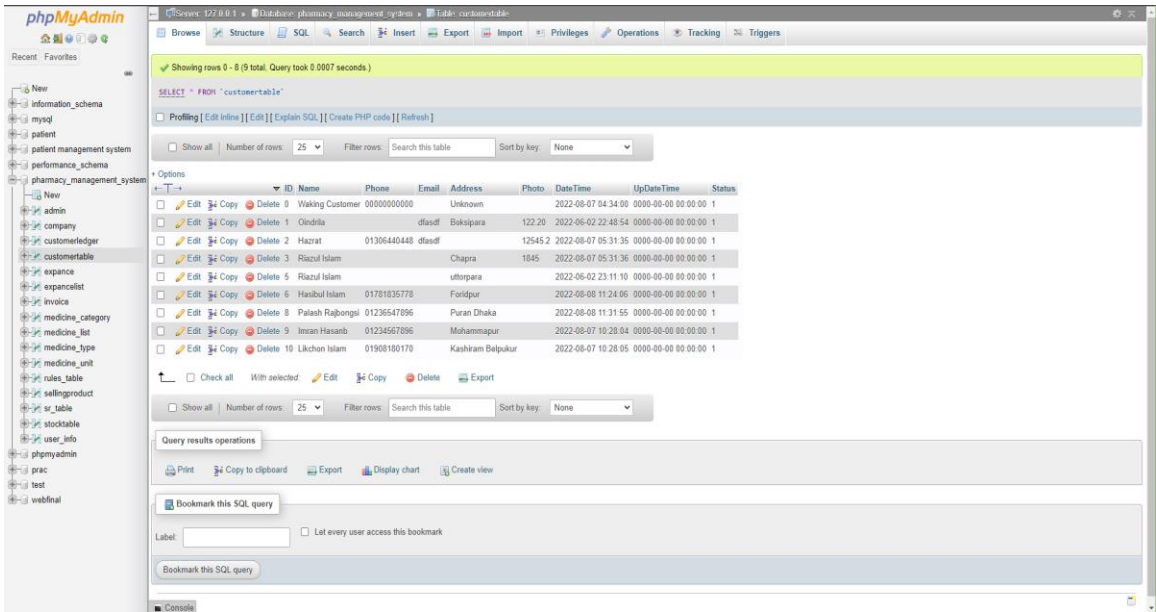 phpMyAdmin
Recent Favorites
New
information_schema
mysql
patient
patient management system
performance_schema
pharmacy_management_system
New
admin
company
customerledger
customertable
expance
expancelist
invoice
medicine_category
medicine_list
medicine_type
medicine_unit
rules_table
sellingproduct
sr_table
stocktable
user_info
phpmyadmin
prac
test
webfinal
Server: 127.0.0.1 » Database: pharmacy_management_system » Table: customertable
Browse Structure SQL Search Insert Export Import Privileges Operations Tracking Triggers
Showing rows 0 - 8 (9 total, Query took 0.0007 seconds.)
SELECT * FROM `customertable`
Profiling [ Edit inline ] [ Edit ] [ Explain SQL ] [ Create PHP code ] [ Refresh ]
Show all | Number of rows: 25 Filter rows: Search this table Sort by key: None
+ Options
←T→ ID Name Phone Email Address Photo DateTime UpDateTime Status
Edit Copy Delete 0 Waking Customer 00000000000 Unknown 2022-08-07 04:34:00 0000-00-00 00:00:00 1
Edit Copy Delete 1 Oindrila dfasdf Boksipara 122.20 2022-06-02 22:48:54 0000-00-00 00:00:00 1
Edit Copy Delete 2 Hazrat 01306440448 dfasdf 12545.2 2022-08-07 05:31:35 0000-00-00 00:00:00 1
Edit Copy Delete 3 Riazul Islam Chapra 1845 2022-08-07 05:31:36 0000-00-00 00:00:00 1
Edit Copy Delete 5 Riazul Islam uttorpara 2022-06-02 23:11:10 0000-00-00 00:00:00 1
Edit Copy Delete 6 Hasibul Islam 01781835778 Foridpur 2022-08-08 11:24:06 0000-00-00 00:00:00 1
Edit Copy Delete 8 Palash Rajbongsi 01236547896 Puran Dhaka 2022-08-08 11:31:55 0000-00-00 00:00:00 1
Edit Copy Delete 9 Imran Hasanb 01234567896 Mohammapur 2022-08-07 10:28:04 0000-00-00 00:00:00 1
Edit Copy Delete 10 Likchon Islam 01908180170 Kashiram Belpukur 2022-08-07 10:28:05 0000-00-00 00:00:00 1
Check all With selected: Edit Copy Delete Export
Show all | Number of rows: 25 Filter rows: Search this table Sort by key: None
Query results operations
Print Copy to clipboard Export Display chart Create view
Bookmark this SQL query
Label: Let every user access this bookmark
Bookmark this SQL query
Console